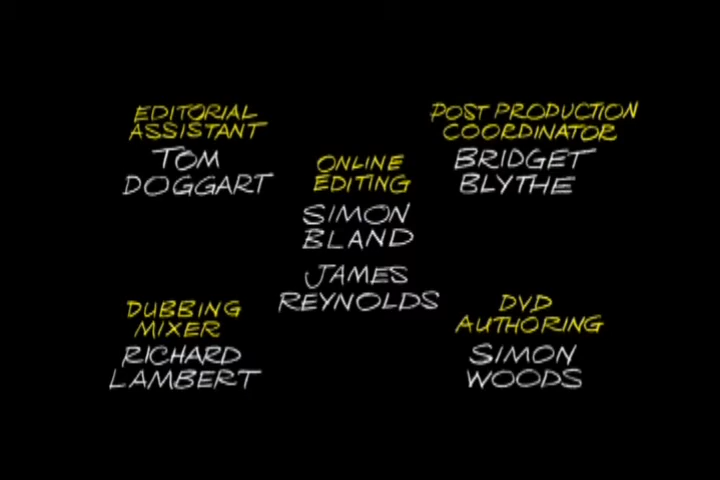 EDITORIAL
ASSISTANT
TOM
DOGGART
POST PRODUCTION
COORDINATOR
BRIDGET
BLYTHE
ONLINE
EDITING
SIMON
BLAND
JAMES
REYNOLDS
DUBBING
MIXER
RICHARD
LAMBERT
DVD
AUTHORING
SIMON
WOODS